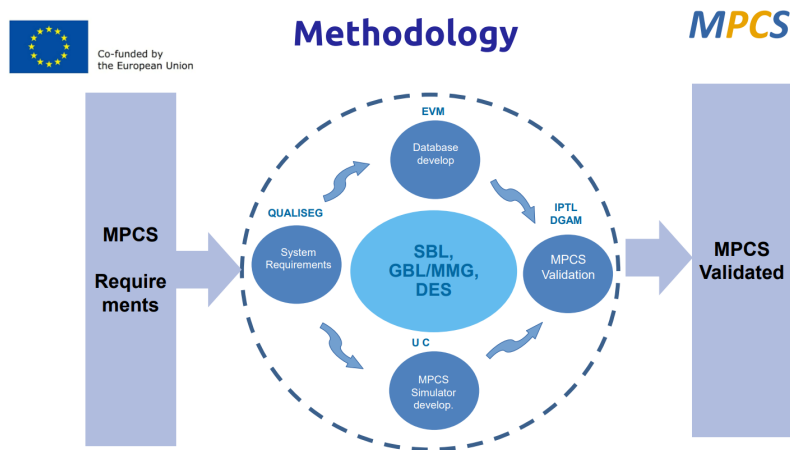 Methodology
MPCS
Co-funded by
the European Union
EVM
Database
develop
QUALISEG
IPTL
DGAM
MPCS
Require
ments
System
Requirements
SBL,
GBL/MMG,
DES
MPCS
Validation
MPCS
Validated
U C
MPCS
Simulator
develop.